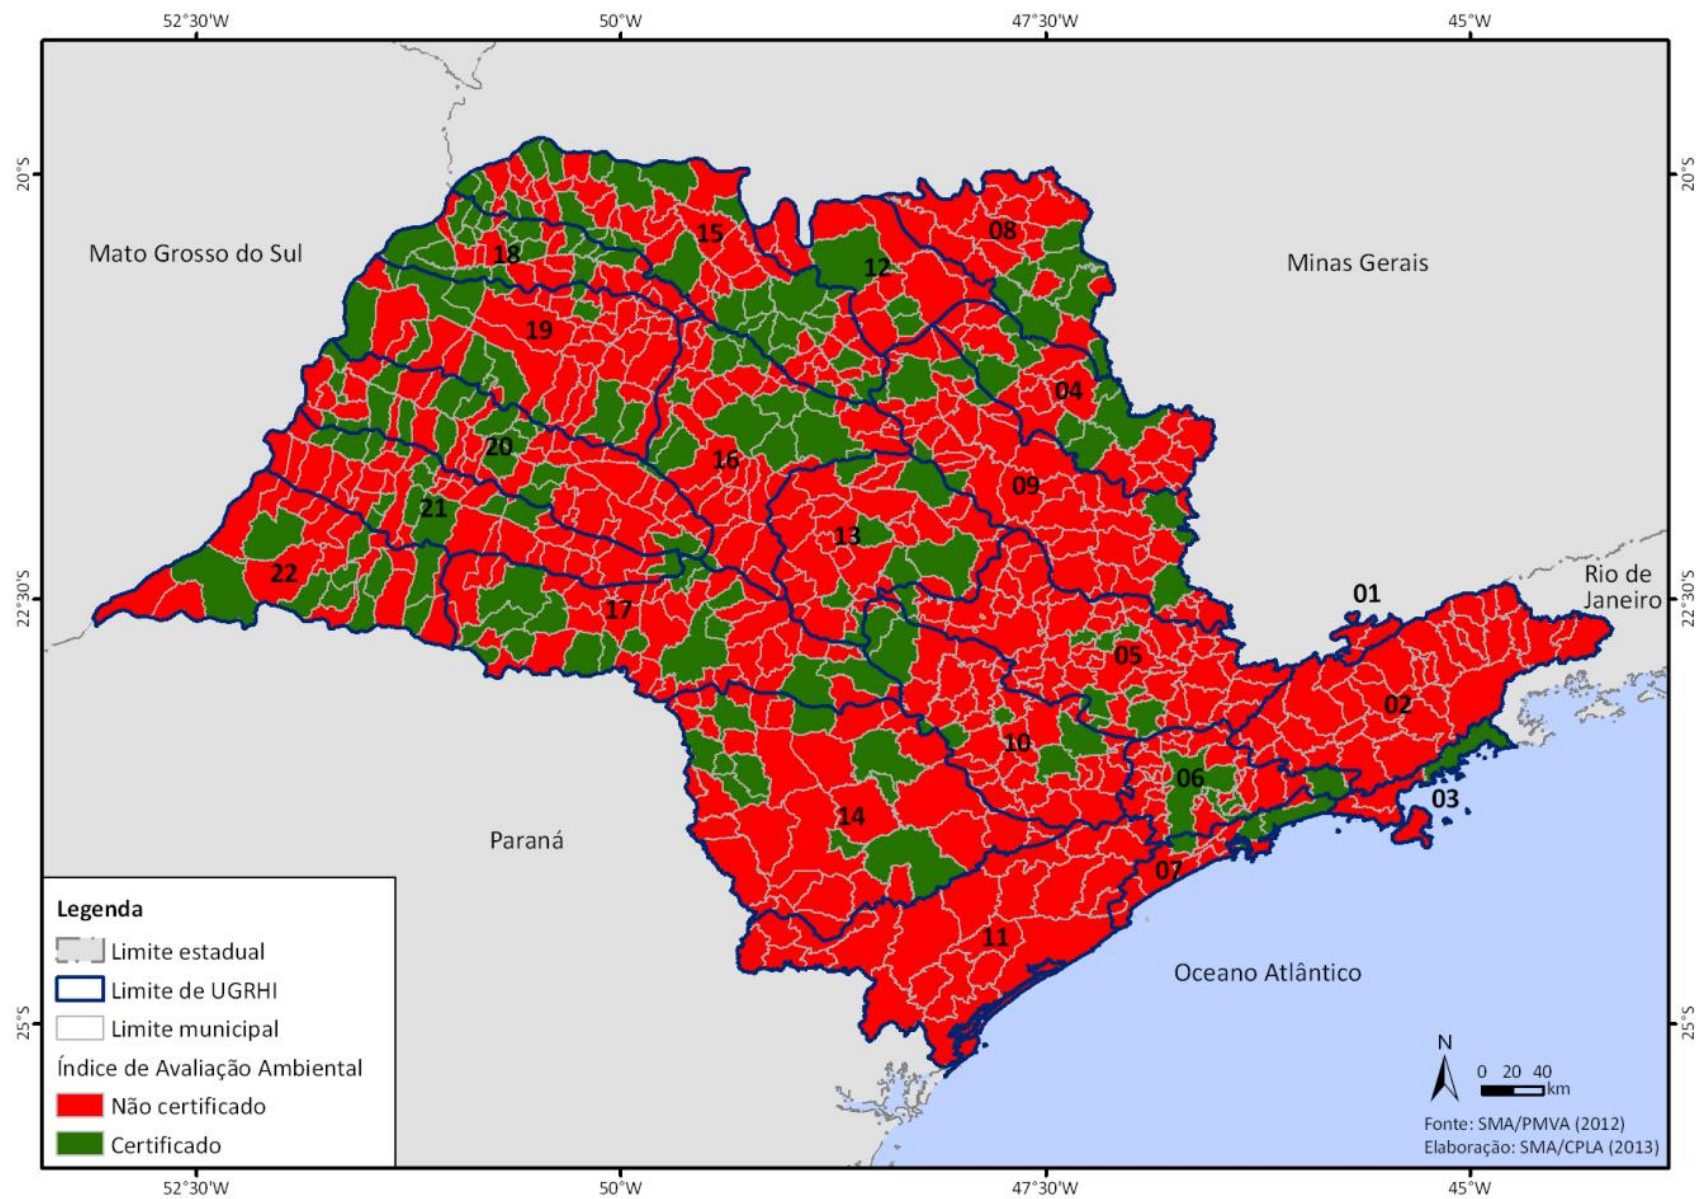 52°30'W
50°W
47°30'W
45°W
20°S
20°S
Mato Grosso do Sul
Minas Gerais
15
08
18
12
19
04
20
16
09
21
13
22
17
01
Rio de
Janeiro
22°30'S
22°30'S
05
02
10
06
03
14
Paraná
07
11
Oceano Atlântico
25°S
25°S
Legenda
Limite estadual
Limite de UGRHI
Limite municipal
Índice de Avaliação Ambiental
Não certificado
Certificado
N
0 20 40
km
Fonte: SMA/PMVA (2012)
Elaboração: SMA/CPLA (2013)
52°30'W
50°W
47°30'W
45°W